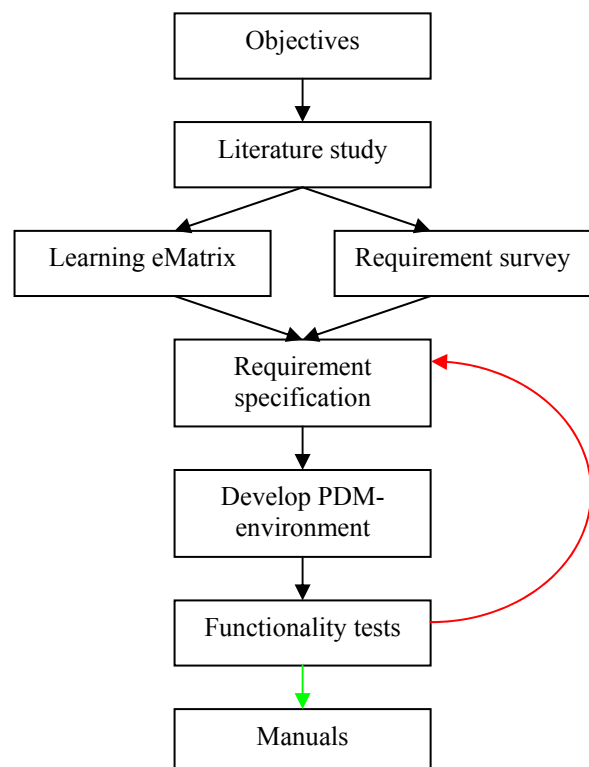 Objectives
Literature study
Learning eMatrix
Requirement survey
Requirement
specification
Develop PDM-
environment
Functionality tests
Manuals